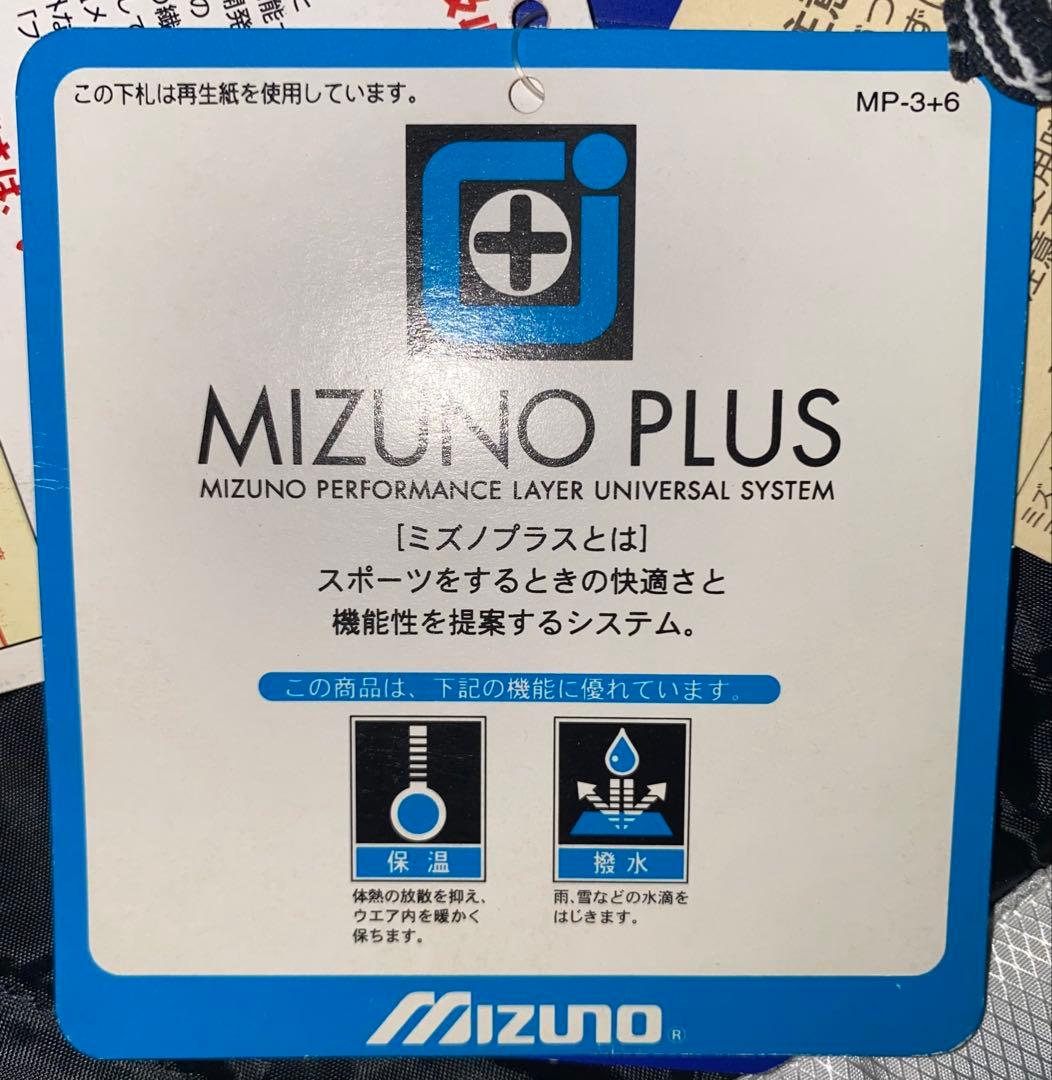 この下札は再生紙を使用しています。
MP-3+6
MIZUNO PLUS
MIZUNO PERFORMANCE LAYER UNIVERSAL SYSTEM
[ミズノプラスとは]
スポーツをするときの快適さと
機能性を提案するシステム。
この商品は、下記の機能に優れています。
保温
体熱の放散を抑え、
ウエア内を暖かく
保ちます。
撥水
雨、雪などの水滴を
はじきます。
MIZUNO®